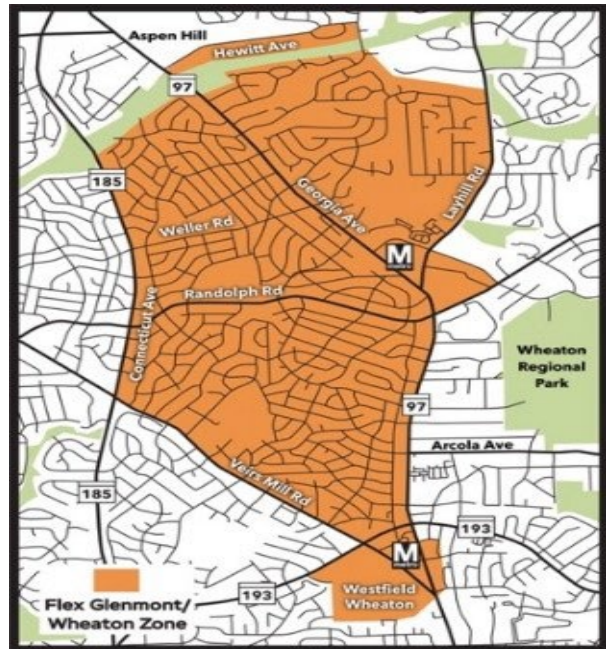 Aspen Hill
Hewitt Ave
97
185
Georgia Ave
Layhill Rd
Weller Rd
M
Randolph Rd
Connecticut Ave
Wheaton
Regional
Park
97
Arcola Ave
Veirs Mill Rd
185
193
M
Westfield
Wheaton
193
Flex Glenmont/
Wheaton Zone